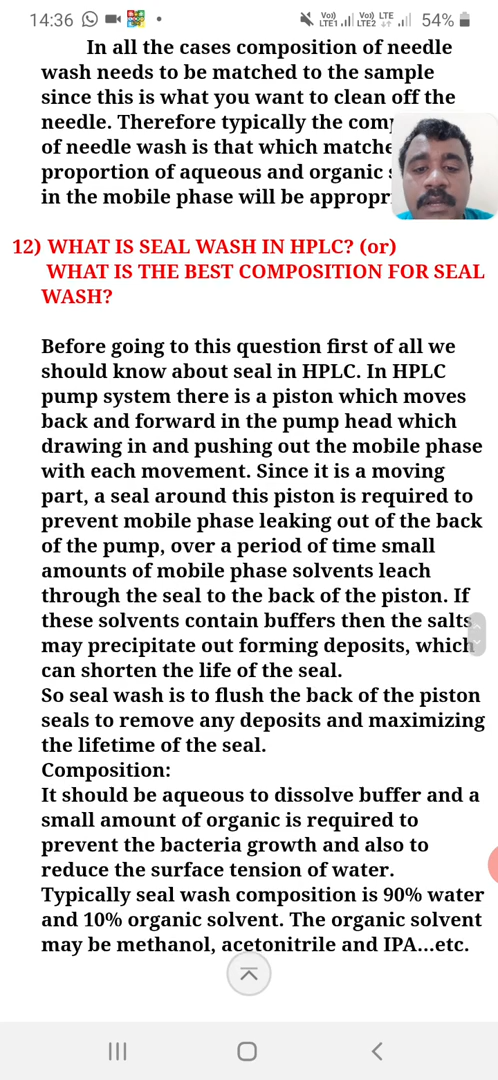 14:36
Vo)) LTE1 Vo)) LTE2 LTE 54%
In all the cases composition of needle
wash needs to be matched to the sample
since this is what you want to clean off the
needle. Therefore typically the
of needle wash is that which
proportion of aqueous and organic
in the mobile phase will be
12) WHAT IS SEAL WASH IN HPLC? (or)
WHAT IS THE BEST COMPOSITION FOR SEAL
WASH?
Before going to this question first of all we
should know about seal in HPLC. In HPLC
pump system there is a piston which moves
back and forward in the pump head which
drawing in and pushing out the mobile phase
with each movement. Since it is a moving
part, a seal around this piston is required to
prevent mobile phase leaking out of the back
of the pump, over a period of time small
amounts of mobile phase solvents leach
through the seal to the back of the piston. If
these solvents contain buffers then the salts
may precipitate out forming deposits, which
can shorten the life of the seal.
So seal wash is to flush the back of the piston
seals to remove any deposits and maximizing
the lifetime of the seal.
Composition:
It should be aqueous to dissolve buffer and a
small amount of organic is required to
prevent the bacteria growth and also to
reduce the surface tension of water.
Typically seal wash composition is 90% water
and 10% organic solvent. The organic solvent
may be methanol, acetonitrile and IPA...etc.